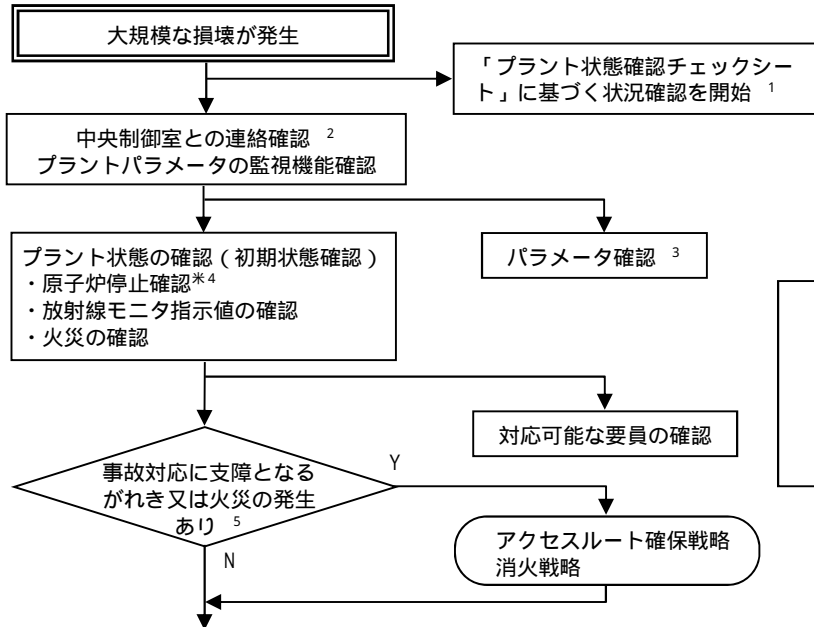 大規模な損壊が発生
「プラント状態確認チェックシー
ト」に基づく状況確認を開始 1
中央制御室との連絡確認 2
プラントパラメータの監視機能確認
プラント状態の確認（初期状態確認）
・原子炉停止確認※4
・放射線モニタ指示値の確認
・火災の確認
パラメータ確認 3
対応可能な要員の確認
事故対応に支障となる
がれき又は火災の発生
あり 5
Y
N
アクセスルート確保戦略
消火戦略